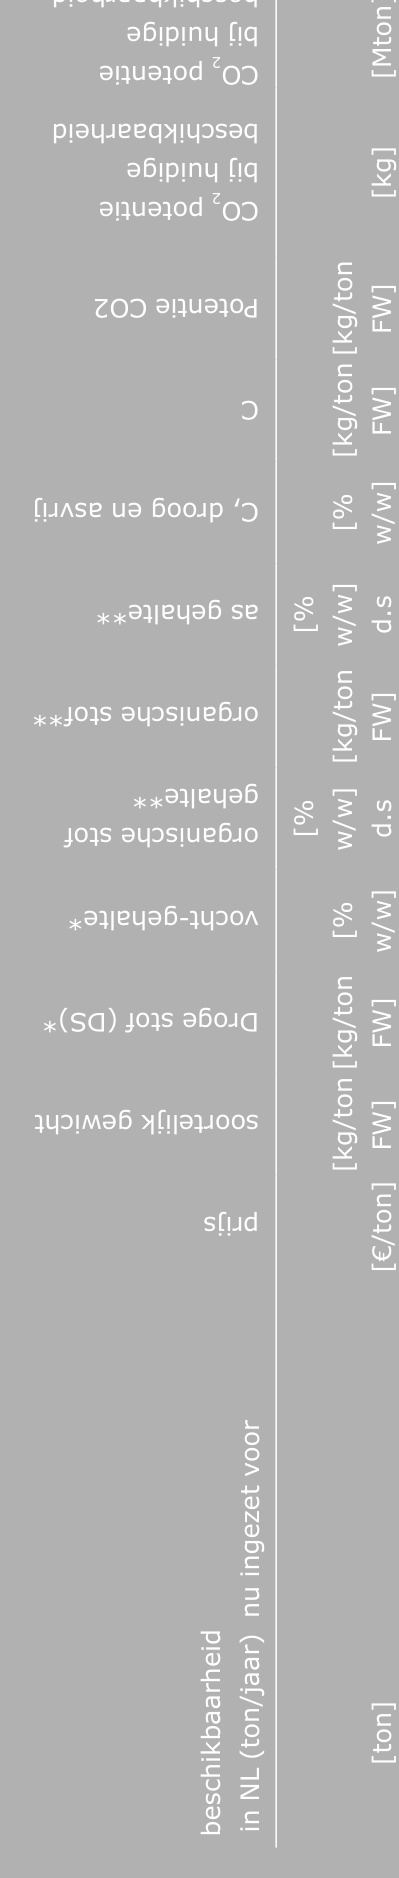 beschikbaarheid
in NL (ton/jaar)
nu ingezet voor
prijs
soortelijk gewicht
Droge stof (DS)*
vocht-gehalte*
organische stof
gehalte**
organische stof**
as gehalte**
C, droog en asvrij
C
Potentie CO2
CO₂ potentie
bij huidige
beschikbaarheid
CO₂ potentie
bij huidige
beschikbaarheid
[ton]
[€/ton]
[kg/ton
FW]
[kg/ton
FW]
[%
w/w]
[%
w/w]
d.s
[kg/ton
FW]
[%
w/w]
d.s
[%
w/w]
[kg/ton
FW]
[kg/ton
FW]
[kg]
[Mton]